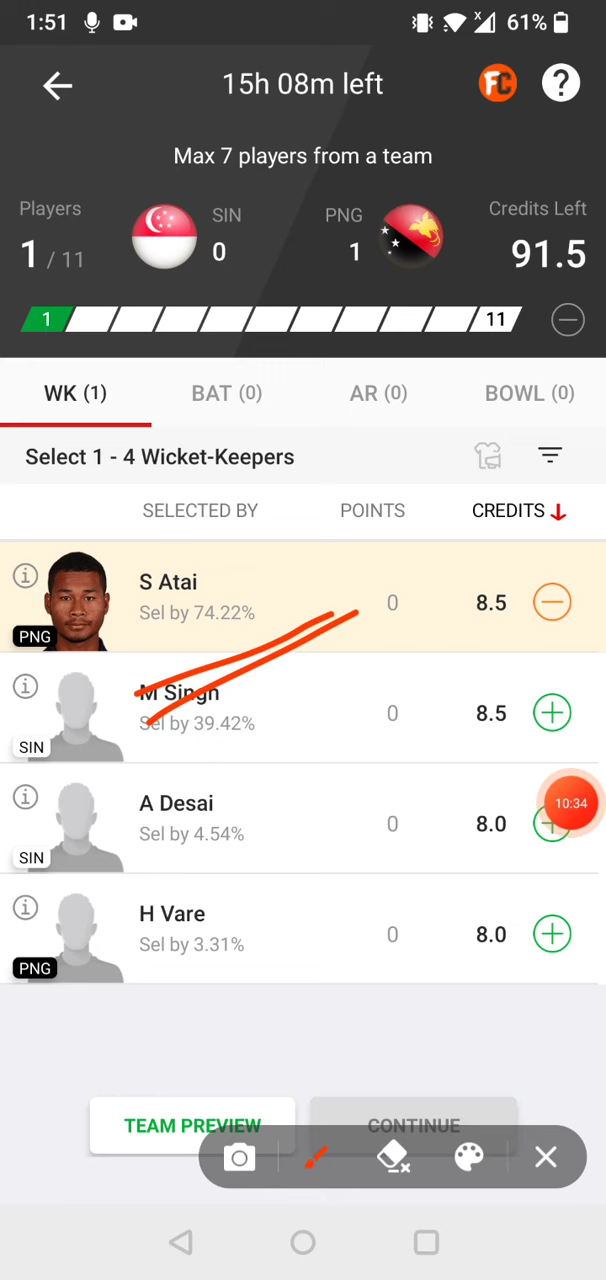 1:51 61%
15h 08m left FC ?
Max 7 players from a team
Players SIN PNG Credits Left
1 / 11 0 1 91.5
1 11
WK (1) BAT (0) AR (0) BOWL (0)
Select 1 - 4 Wicket-Keepers
SELECTED BY POINTS CREDITS
S Atai
Sel by 74.22% 0 8.5
PNG
M Singh
Sel by 39.42% 0 8.5
SIN
A Desai
Sel by 4.54% 0 8.0 10:34
SIN
H Vare
Sel by 3.31% 0 8.0
PNG
TEAM PREVIEW CONTINUE